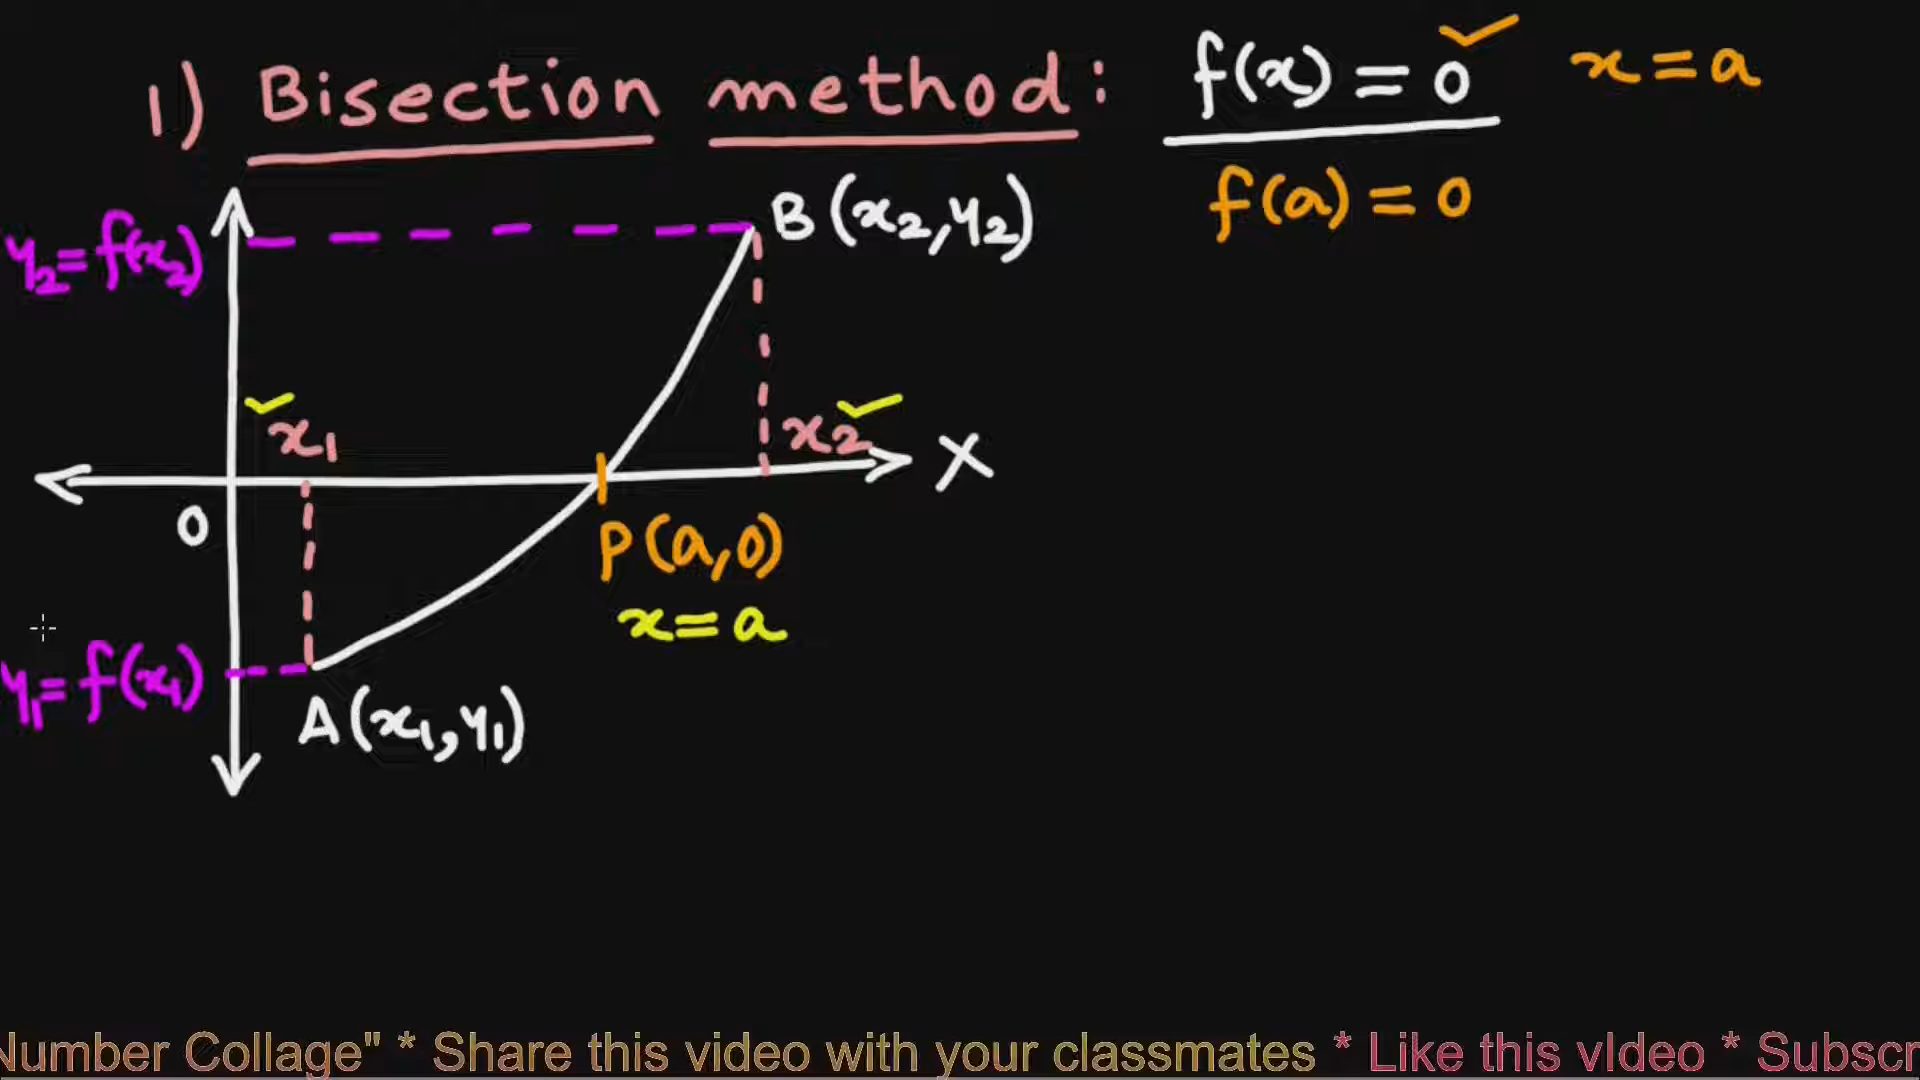 1) Bisection method: f(x) = 0 x = a
f(a) = 0
B (x2, y2)
y2 = f(x2)
x1
x2
X
0
P (a, 0)
x = a
y1 = f(x1)
A (x1, y1)
Number Collage" * Share this video with your classmates * Like this vIdeo * Subscr